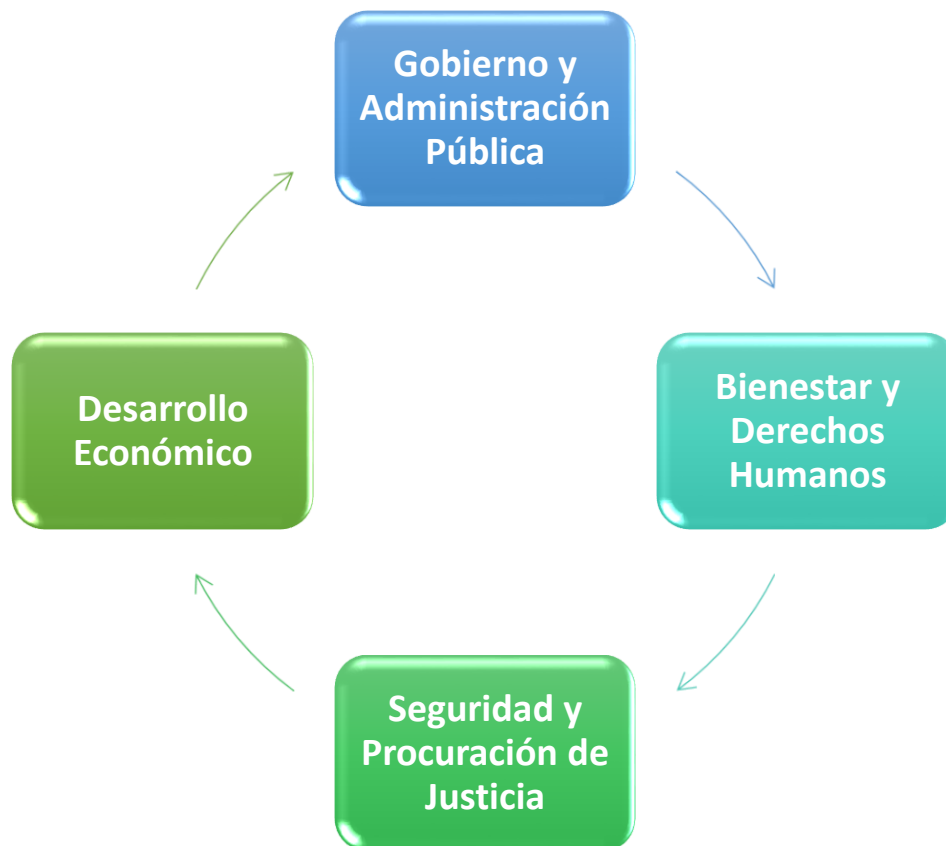 Gobierno y
Administración
Pública
Bienestar y
Derechos
Humanos
Seguridad y
Procuración de
Justicia
Desarrollo
Económico